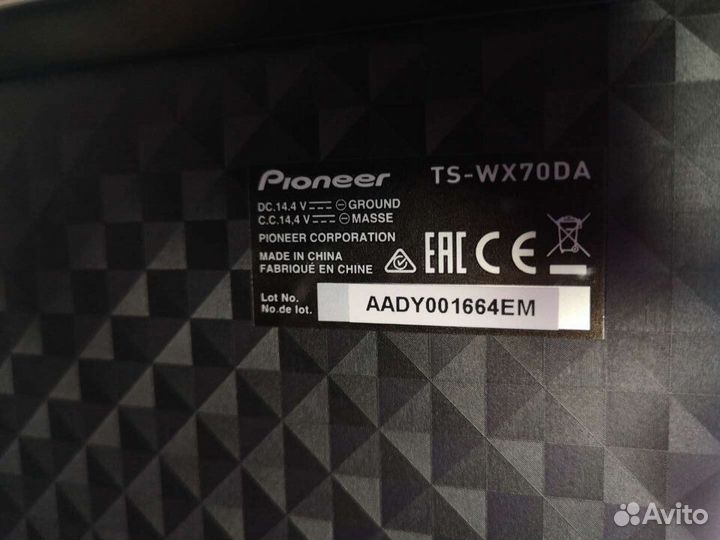 Pioneer TS-WX70DA
DC.14.4 V ⎓ ⊖GROUND
C.C.14,4 V ⎓ ⊖MASSE
PIONEER CORPORATION
MADE IN CHINA
FABRIQUÉ EN CHINE
EAC CE
Lot No.
No.de lot.
AADY001664EM
Avito